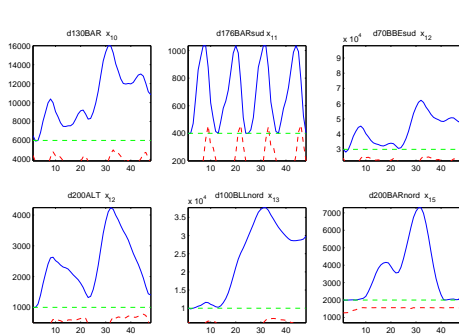 d130BAR x10
d176BARsud x11
d70BBEsud x12
x 10^4
16000
14000
12000
10000
8000
6000
4000
10 20 30 40
1000
800
600
400
200
10 20 30 40
9
8
7
6
5
4
3
10 20 30 40
d200ALT x12
d100BLLnord x13
d200BARnord x15
x 10^4
4000
3000
2000
1000
10 20 30 40
3.5
3
2.5
2
1.5
1
10 20 30 40
7000
6000
5000
4000
3000
2000
1000
10 20 30 40